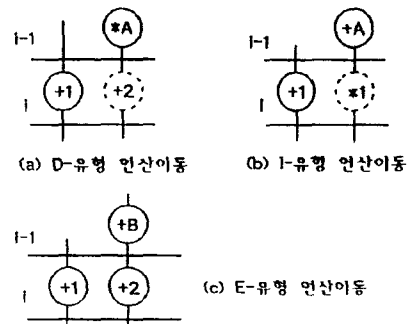 i-1 *A i-1 +A
i +1 +2 i +1 *1
(a) D-유형 연산이동 (b) I-유형 연산이동
i-1 +B
i +1 +2 (c) E-유형 연산이동